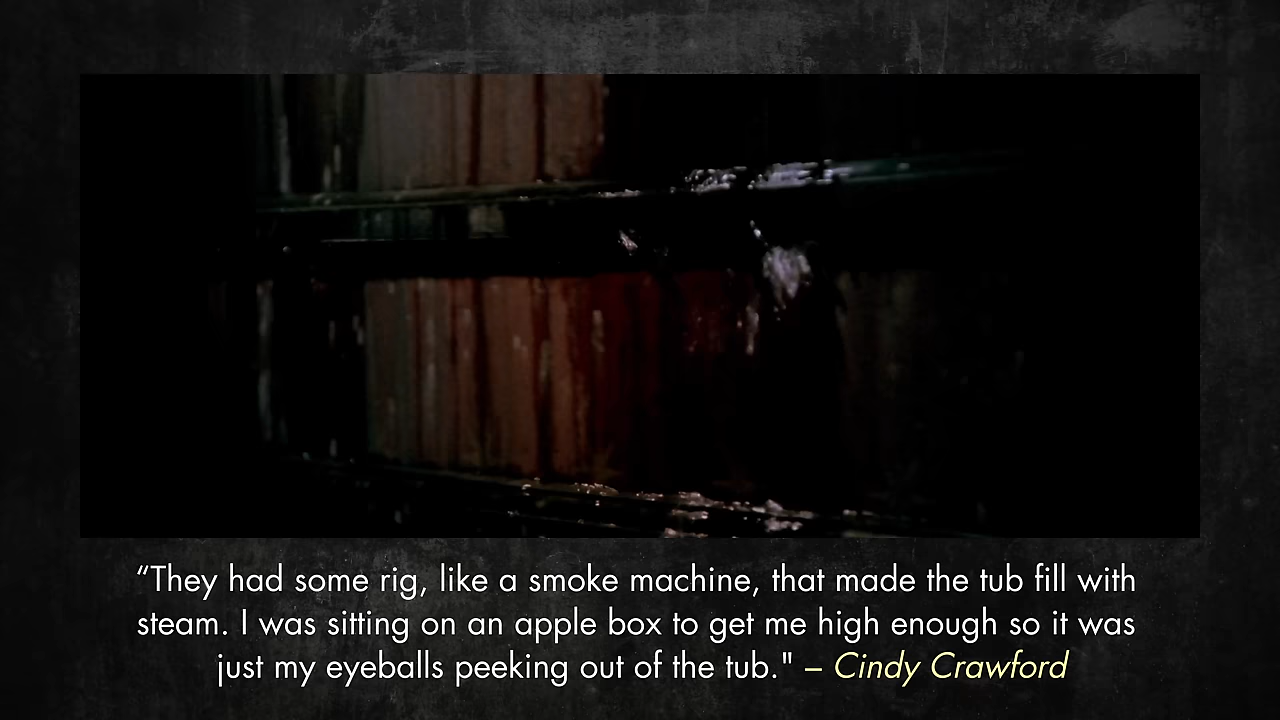 “They had some rig, like a smoke machine, that made the tub fill with
steam. I was sitting on an apple box to get me high enough so it was
just my eyeballs peeking out of the tub." – Cindy Crawford